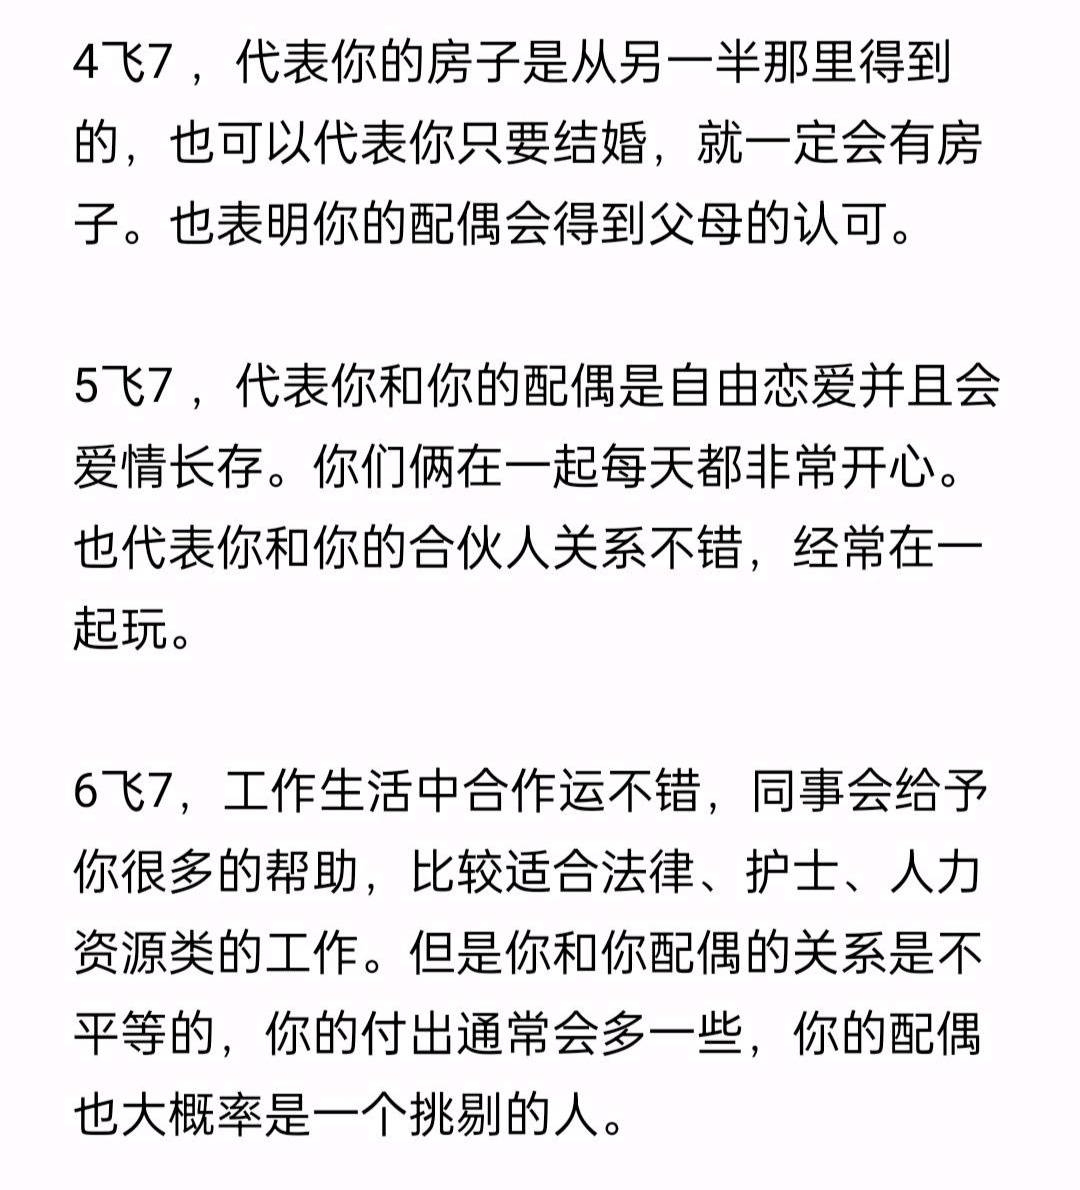 4飞7，代表你的房子是从另一半那里得到
的，也可以代表你只要结婚，就一定会有房
子。也表明你的配偶会得到父母的认可。
5飞7，代表你和你的配偶是自由恋爱并且会
爱情长存。你们俩在一起每天都非常开心。
也代表你和你的合伙人关系不错，经常在一
起玩。
6飞7，工作生活中合作运不错，同事会给予
你很多的帮助，比较适合法律、护士、人力
资源类的工作。但是你和你配偶的关系是不
平等的，你的付出通常会多一些，你的配偶
也大概率是一个挑剔的人。